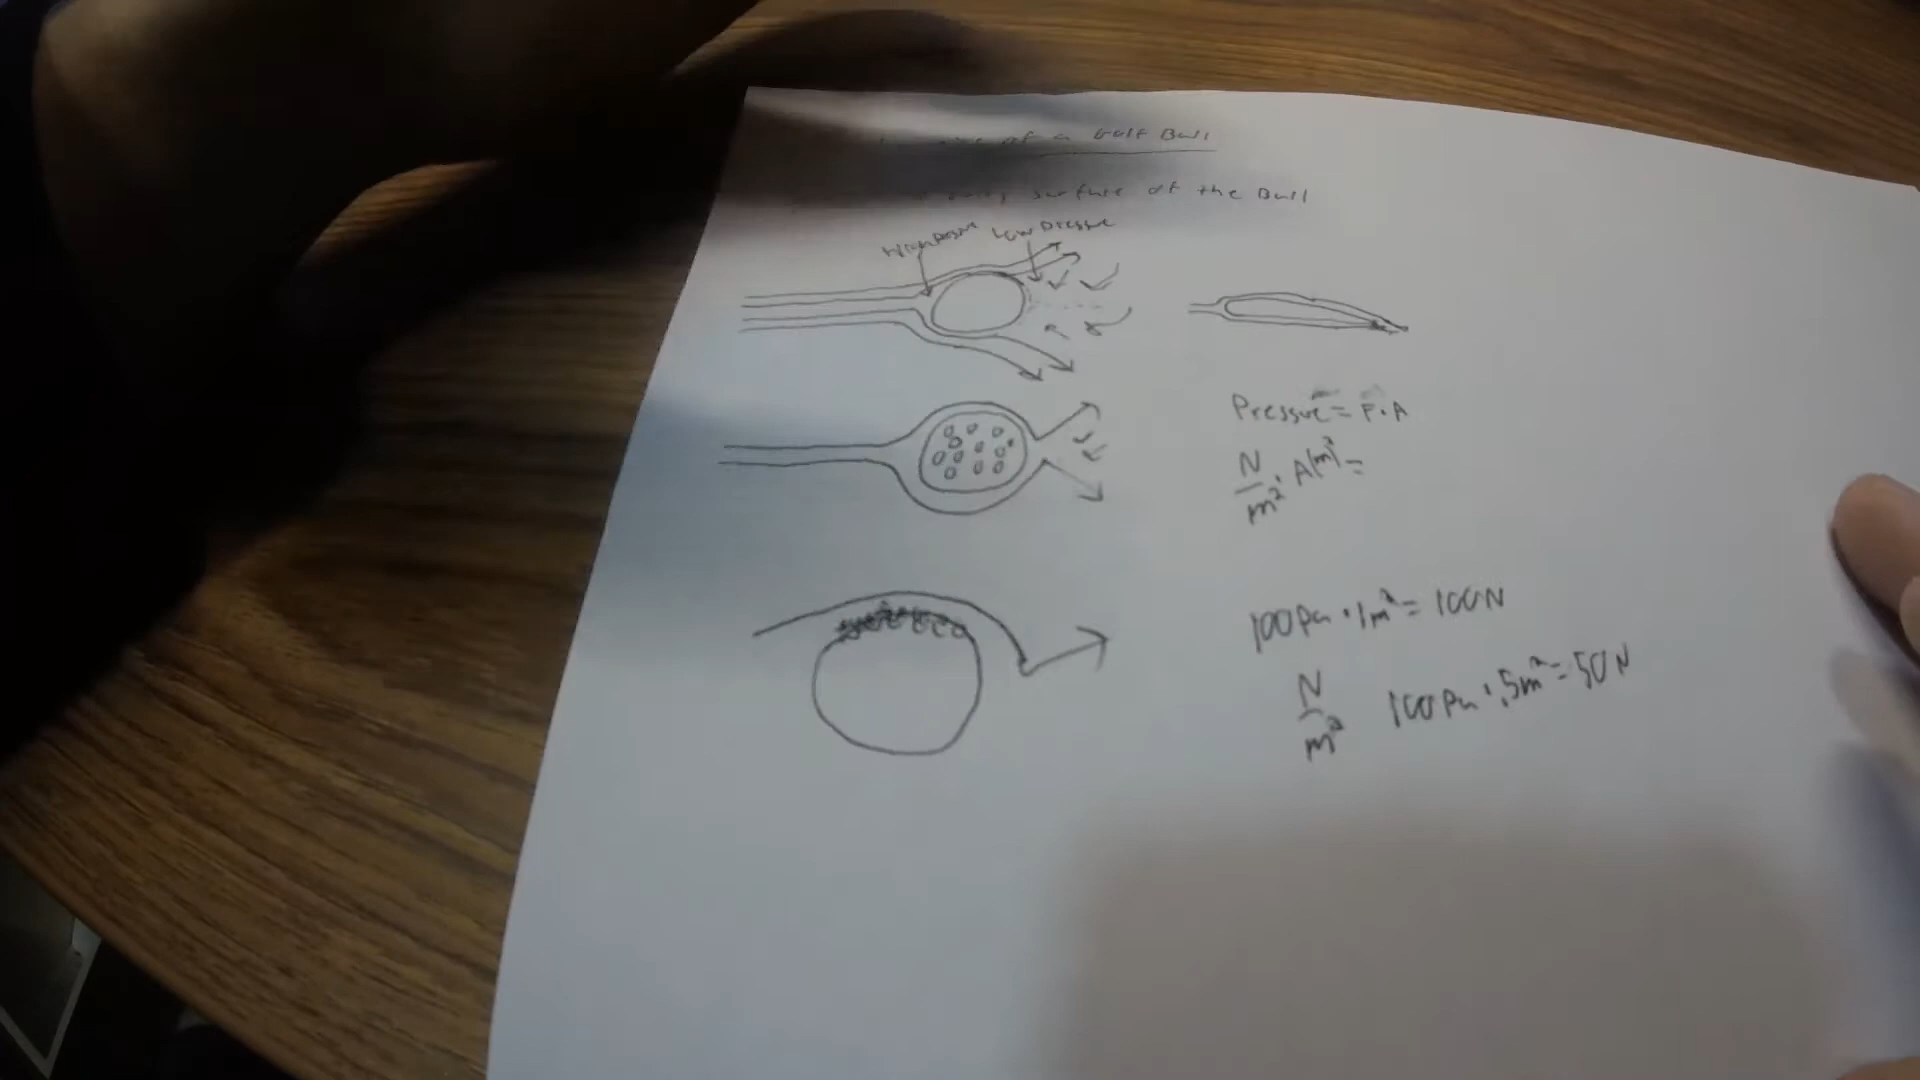 of a Golf Ball
surface of the Ball
High Pressure Low Pressure
Pressure = F · A
N/m² · A(m²) =
100 Pa · 1m² = 100N
N/m² 100 Pa · .5m² = 50N